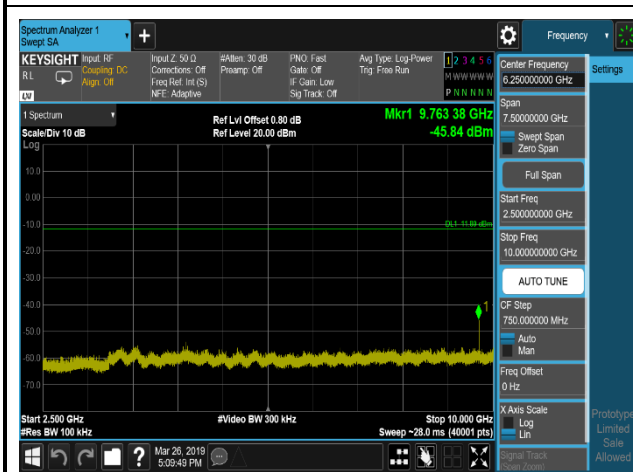 Spectrum Analyzer 1
Swept SA
Frequency
KEYSIGHT
RL
LV
Input: RF
Coupling: DC
Align: Off
Input Z: 50 Ω
Corrections: Off
Freq Ref: Int (S)
NFE: Adaptive
#Atten: 30 dB
Preamp: Off
PNO: Fast
Gate: Off
IF Gain: Low
Sig Track: Off
Avg Type: Log-Power
Trig: Free Run
1 2 3 4 5 6
M W W W W W
P N N N N N
1 Spectrum
Scale/Div 10 dB
Log
Ref Lvl Offset 0.80 dB
Ref Level 20.00 dBm
Mkr1 9.763 38 GHz
-45.84 dBm
10.0
0.00
-10.0
-20.0
-30.0
-40.0
-50.0
-60.0
-70.0
1
Start 2.500 GHz
#Res BW 100 kHz
#Video BW 300 kHz
Stop 10.000 GHz
Sweep ~28.0 ms (40001 pts)
Mar 26, 2019
5:09:49 PM
Center Frequency
6.250000000 GHz
Span
7.50000000 GHz
Swept Span
Zero Span
Full Span
Start Freq
2.500000000 GHz
Stop Freq
10.000000000 GHz
AUTO TUNE
CF Step
750.000000 MHz
Auto
Man
Freq Offset
0 Hz
X Axis Scale
Log
Lin
Signal Track
(Span Zoom)
Settings
Prototype
Limited
Sale
Allowed